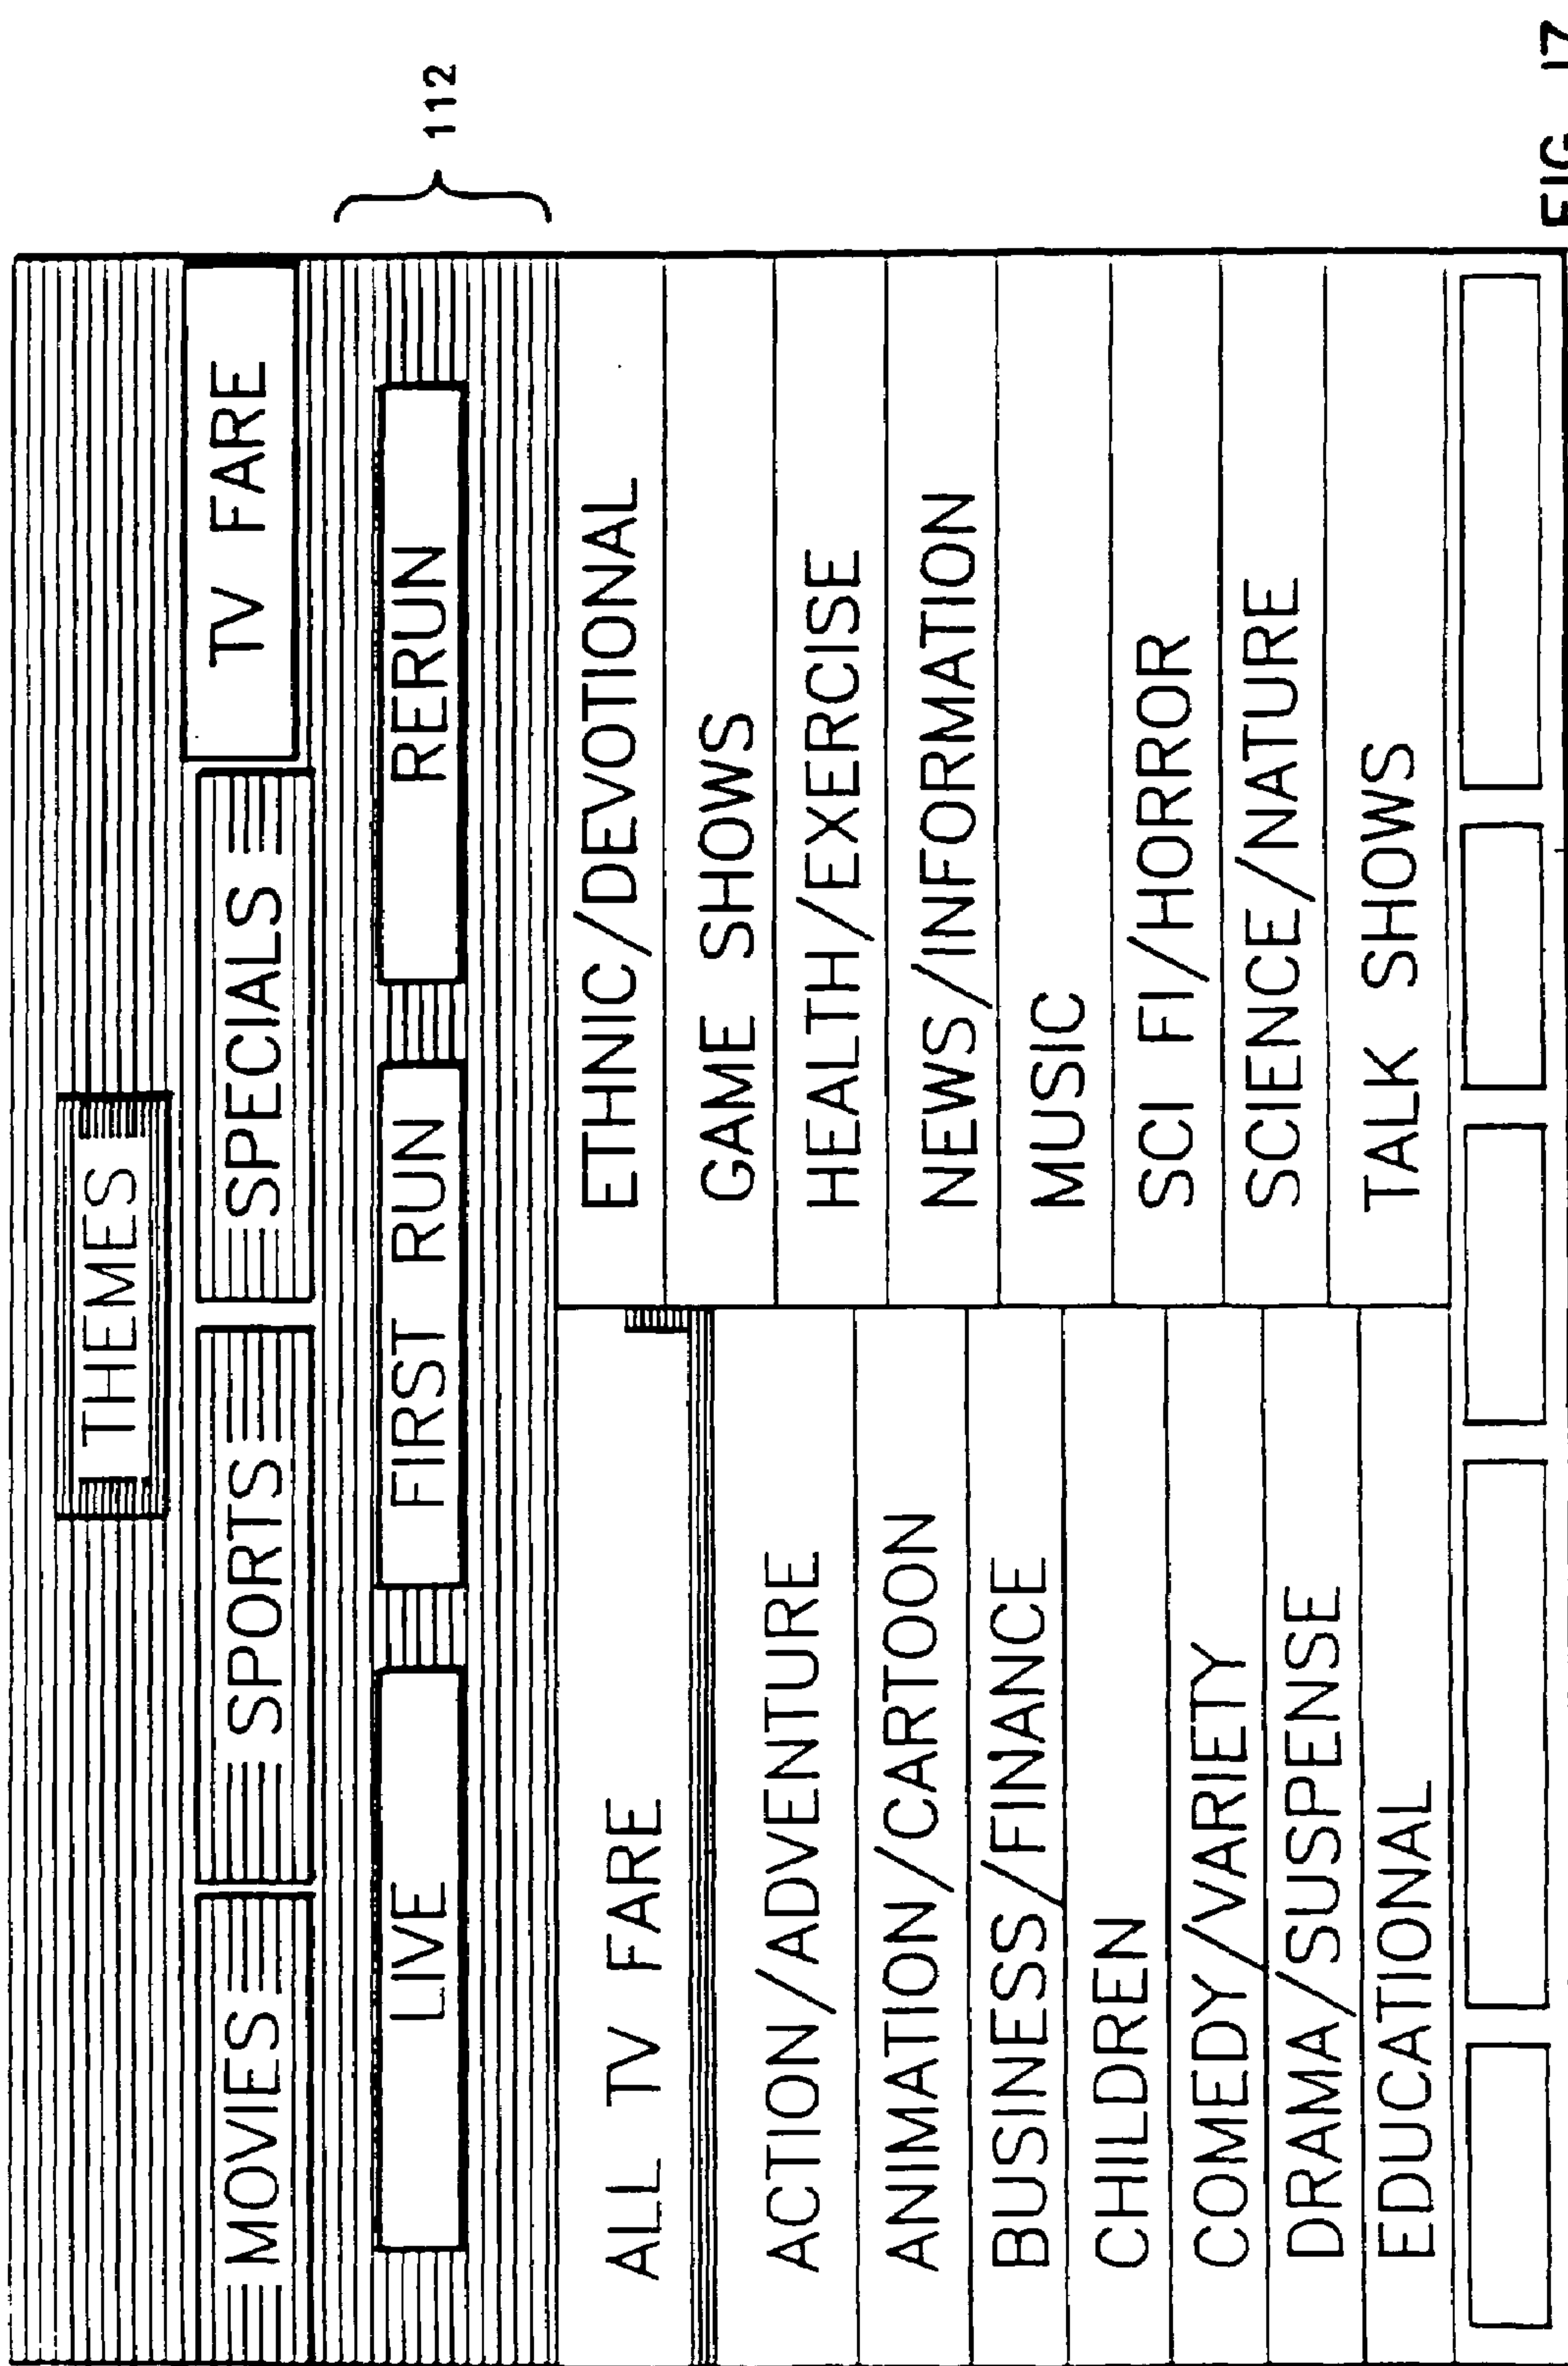 THEMES
MOVIES SPORTS SPECIALS TV FARE
LIVE FIRST RUN RERUN
112
ALL TV FARE
ACTION/ADVENTURE
ANIMATION/CARTOON
BUSINESS/FINANCE
CHILDREN
COMEDY/VARIETY
DRAMA/SUSPENSE
EDUCATIONAL
ETHNIC/DEVOTIONAL
GAME SHOWS
HEALTH/EXERCISE
NEWS/INFORMATION
MUSIC
SCI FI/HORROR
SCIENCE/NATURE
TALK SHOWS
FIG. 17